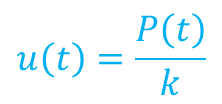 u(t) = P(t)/k